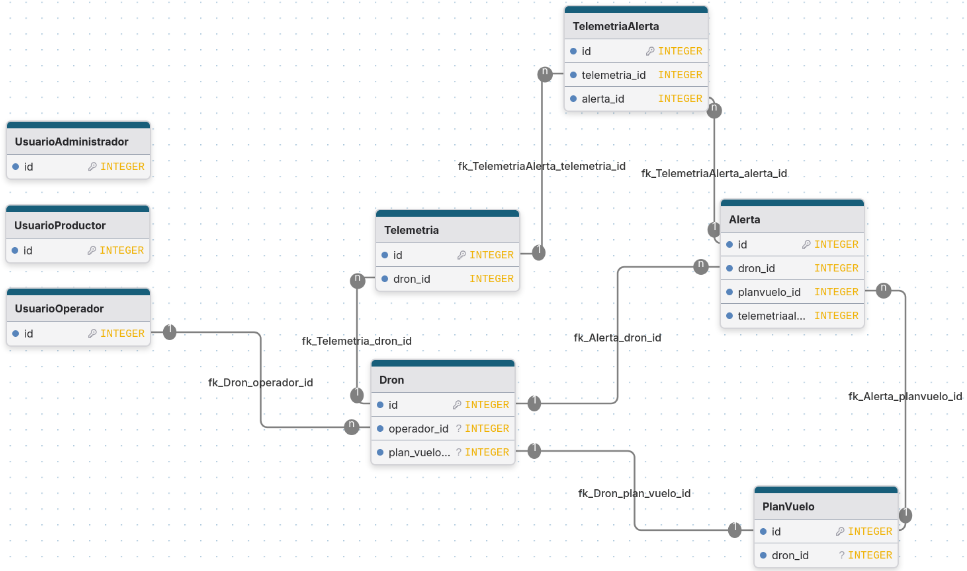 TelemetriaAlerta
id INTEGER
telemetria_id INTEGER
alerta_id INTEGER
UsuarioAdministrador
id INTEGER
fk_TelemetriaAlerta_telemetria_id
fk_TelemetriaAlerta_alerta_id
UsuarioProductor
id INTEGER
Telemetria
id INTEGER
dron_id INTEGER
Alerta
id INTEGER
dron_id INTEGER
planvuelo_id INTEGER
telemetriaal... INTEGER
UsuarioOperador
id INTEGER
fk_Telemetria_dron_id
fk_Alerta_dron_id
fk_Dron_operador_id
Dron
id INTEGER
operador_id ? INTEGER
plan_vuelo... ? INTEGER
fk_Alerta_planvuelo_id
fk_Dron_plan_vuelo_id
PlanVuelo
id INTEGER
dron_id ? INTEGER